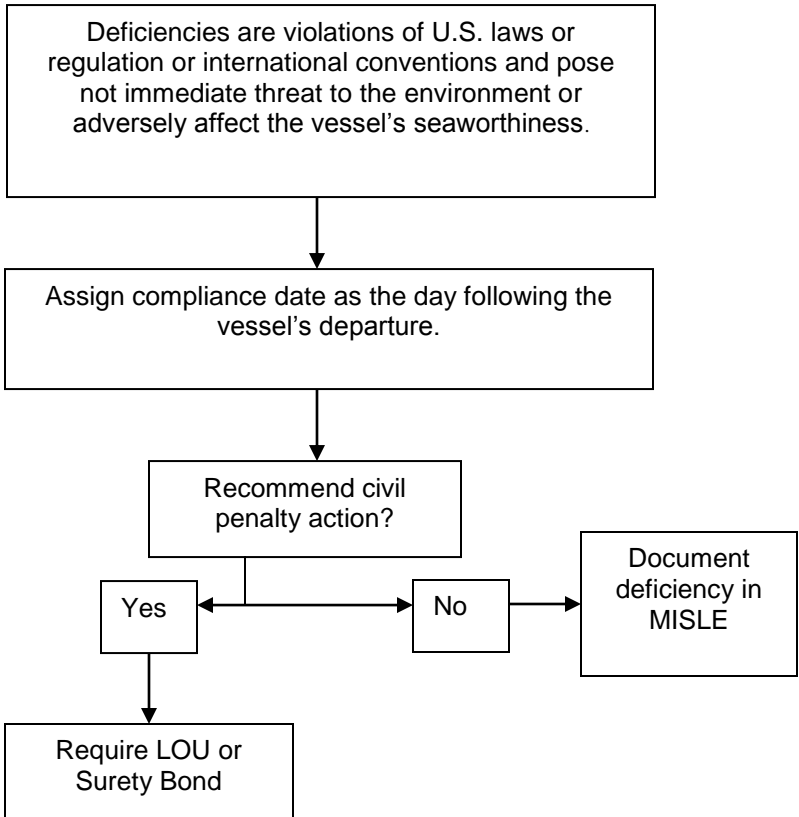 Deficiencies are violations of U.S. laws or
regulation or international conventions and pose
not immediate threat to the environment or
adversely affect the vessel’s seaworthiness.
Assign compliance date as the day following the
vessel’s departure.
Recommend civil
penalty action?
Yes
No
Document
deficiency in
MISLE
Require LOU or
Surety Bond